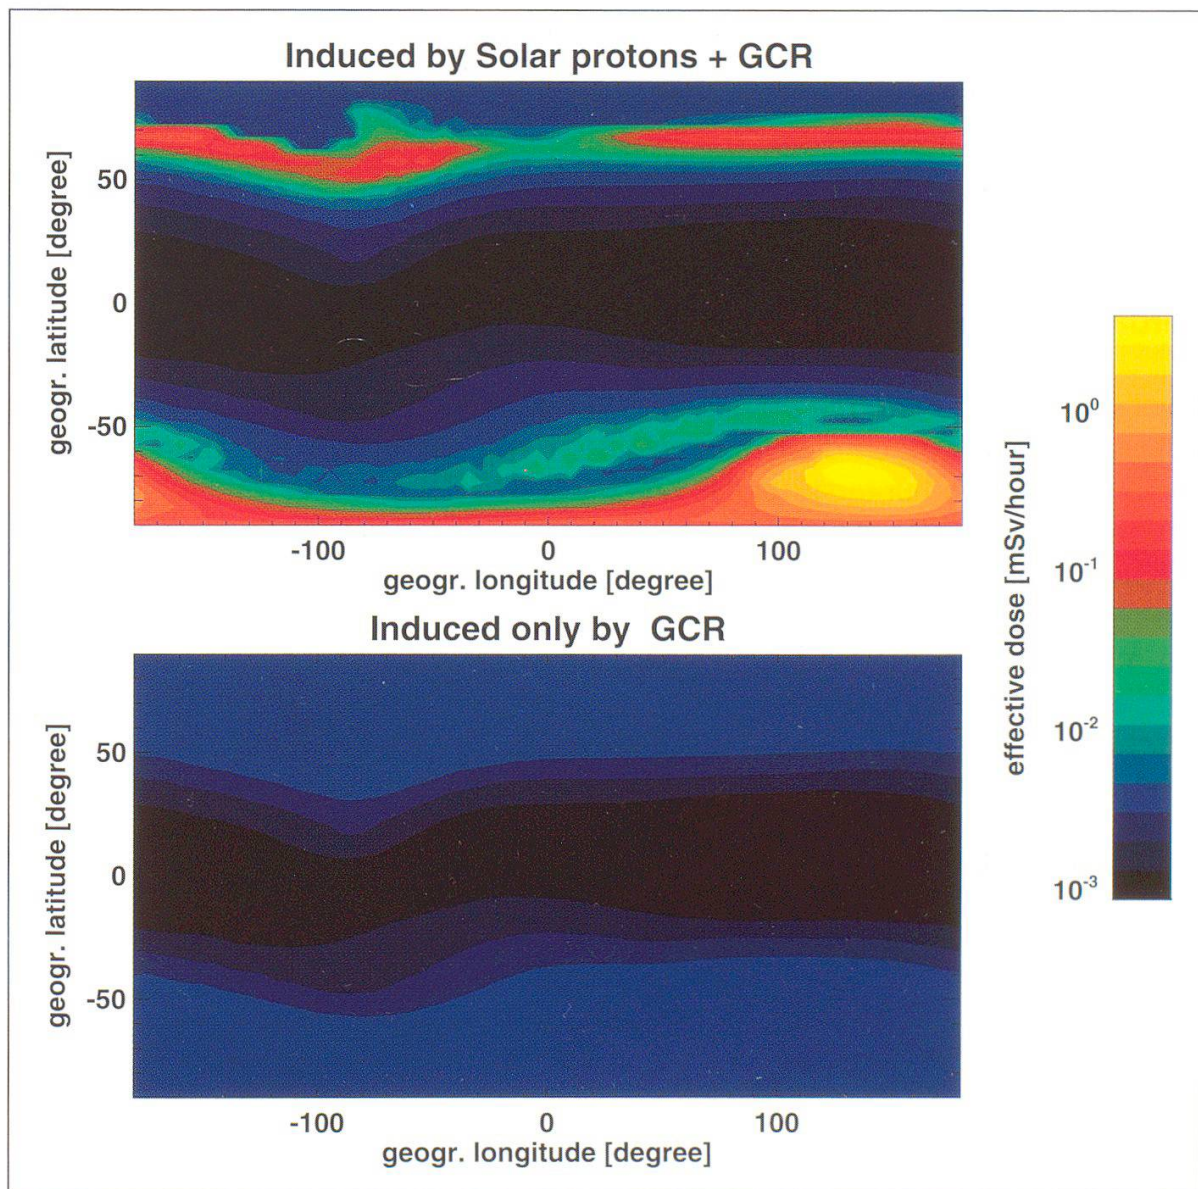 Induced by Solar protons + GCR
geogr. latitude [degree]
50
0
-50
-100 0 100
geogr. longitude [degree]
Induced only by GCR
geogr. latitude [degree]
50
0
-50
-100 0 100
geogr. longitude [degree]
effective dose [mSv/hour]
10⁰
10⁻¹
10⁻²
10⁻³